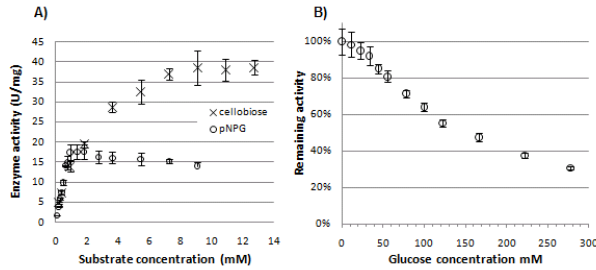 A)
Enzyme activity (U/mg)
45
40
35
30
25
20
15
10
5
0
cellobiose
pNPG
0 2 4 6 8 10 12 14
Substrate concentration (mM)
B)
Remaining activity
100%
80%
60%
40%
20%
0%
0 50 100 150 200 250 300
Glucose concentration mM